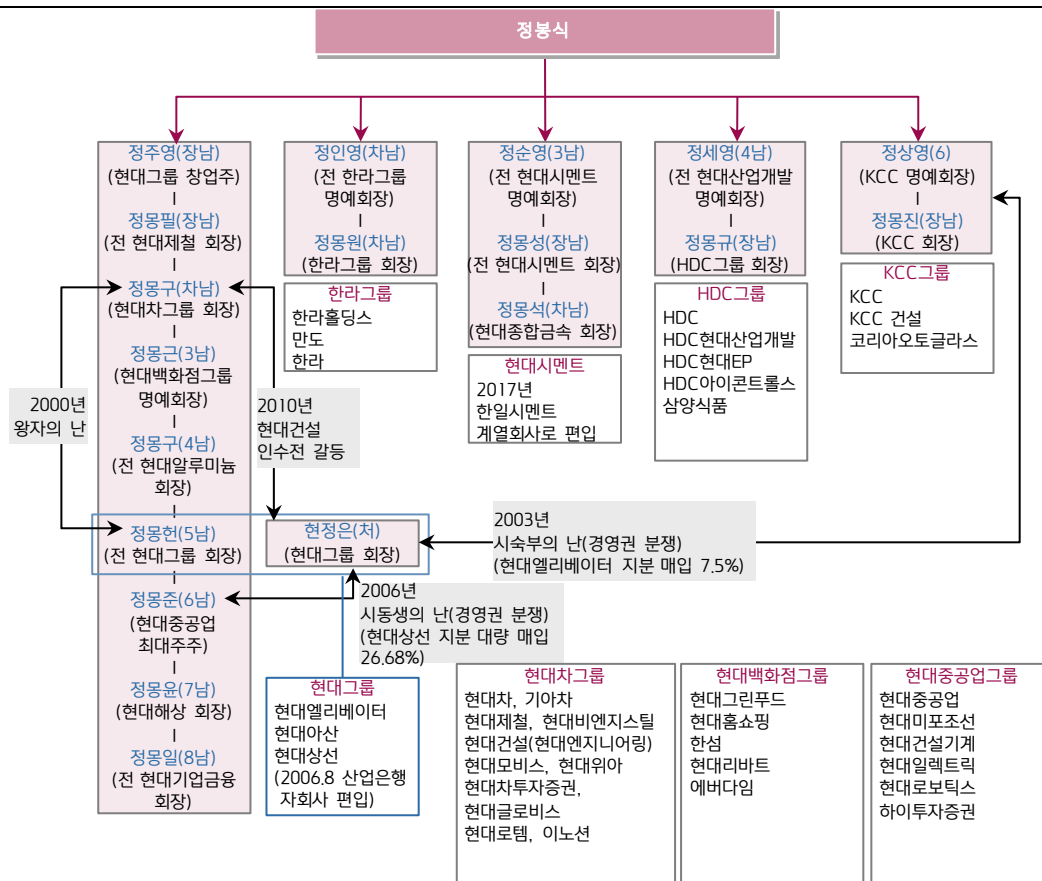 정봉식
정주영(장남)
(현대그룹 창업주)
정몽필(장남)
(전 현대제철 회장)
정몽구(차남)
(현대차그룹 회장)
정몽근(3남)
(현대백화점그룹
명예회장)
정몽구(4남)
(전 현대알루미늄
회장)
정몽헌(5남)
(전 현대그룹 회장)
정몽준(6남)
(현대중공업
최대주주)
정몽윤(7남)
(현대해상 회장)
정몽일(8남)
(전 현대기업금융
회장)
정인영(차남)
(전 한라그룹
명예회장)
정몽원(차남)
(한라그룹 회장)
한라그룹
한라홀딩스
만도
한라
정순영(3남)
(전 현대시멘트
명예회장)
정몽성(장남)
(전 현대시멘트 회장)
정몽석(차남)
(현대종합금속 회장)
현대시멘트
2017년
한일시멘트
계열회사로 편입
정세영(4남)
(전 현대산업개발
명예회장)
정몽규(장남)
(HDC그룹 회장)
HDC그룹
HDC
HDC현대산업개발
HDC현대EP
HDC아이콘트롤스
삼양식품
정상영(6)
(KCC 명예회장)
정몽진(장남)
(KCC 회장)
KCC그룹
KCC
KCC 건설
코리아오토글라스
2000년
왕자의 난
2010년
현대건설
인수전 갈등
현정은(처)
(현대그룹 회장)
2003년
시숙부의 난(경영권 분쟁)
(현대엘리베이터 지분 매입 7.5%)
2006년
시동생의 난(경영권 분쟁)
(현대상선 지분 대량 매입
26.68%)
현대그룹
현대엘리베이터
현대아산
현대상선
(2006.8 산업은행
자회사 편입)
현대차그룹
현대차, 기아차
현대제철, 현대비엔지스틸
현대건설(현대엔지니어링)
현대모비스, 현대위아
현대차투자증권,
현대글로비스
현대로템, 이노션
현대백화점그룹
현대그린푸드
현대홈쇼핑
한섬
현대리바트
에버다임
현대중공업그룹
현대중공업
현대미포조선
현대건설기계
현대일렉트릭
현대로보틱스
하이투자증권